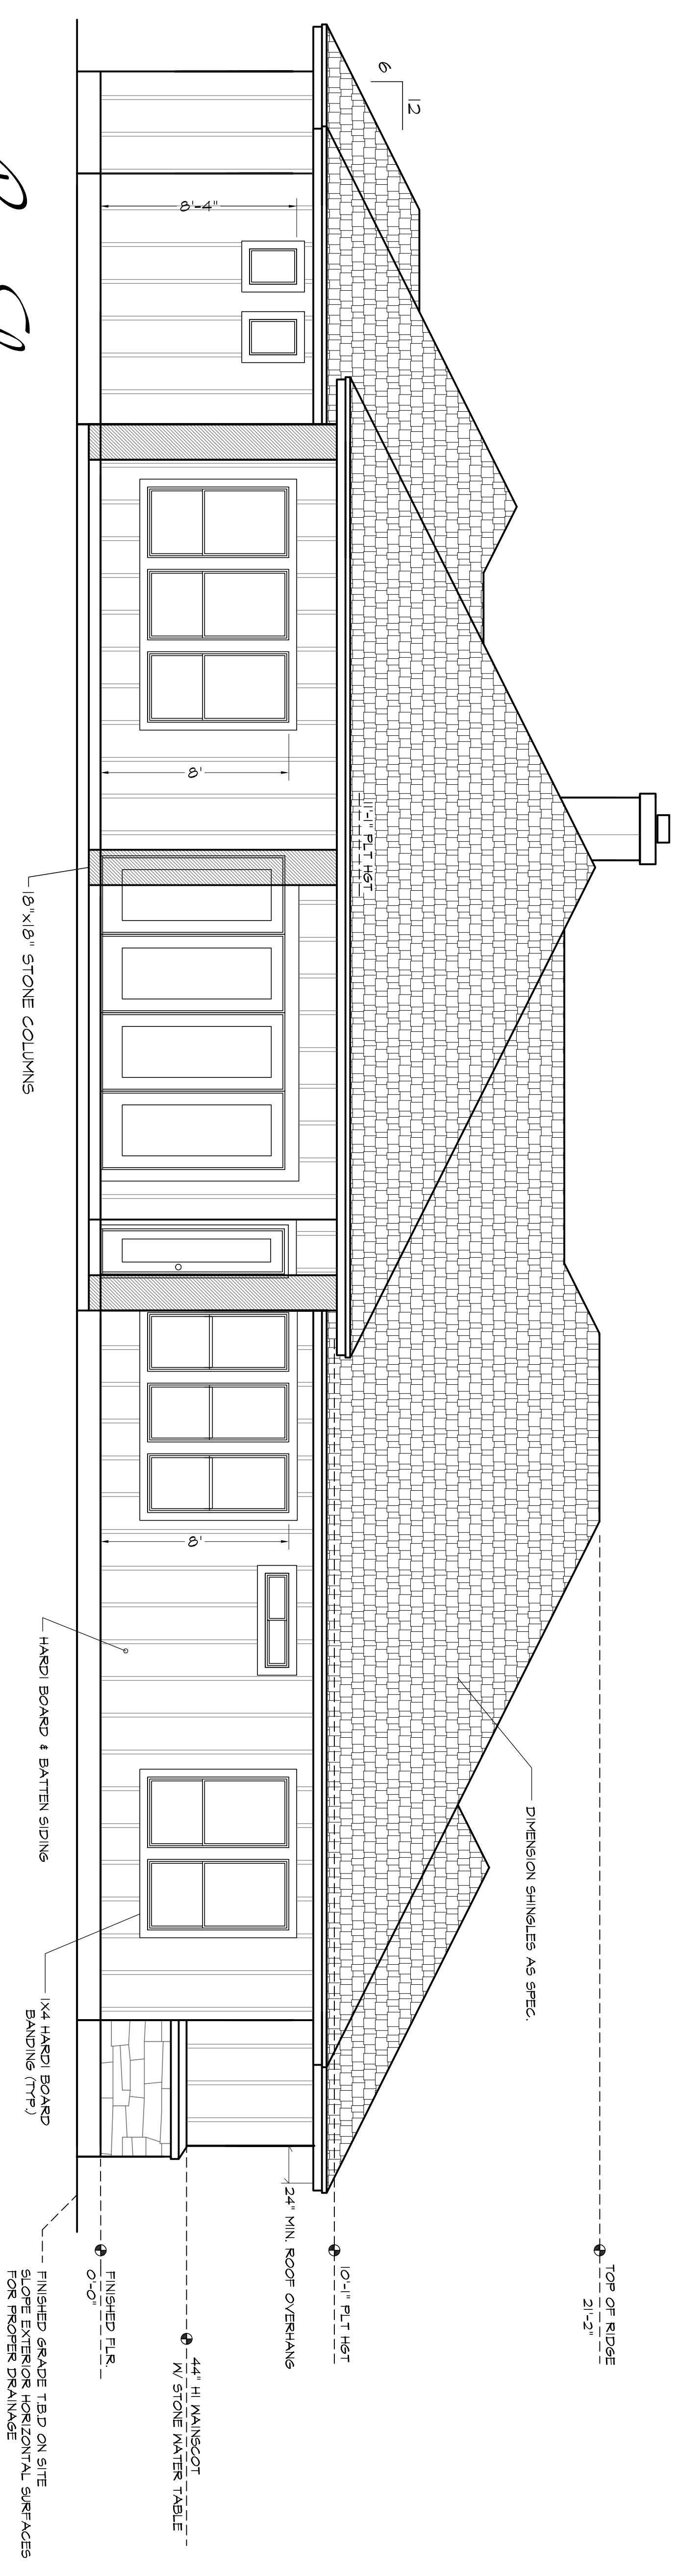 12
6
8'-4"
8'
11'-1" PLT HGT
18"x18" STONE COLUMNS
8'
HARDI BOARD & BATTEN SIDING
DIMENSION SHINGLES AS SPEC.
1X4 HARDI BOARD
BANDING (TYP.)
24" MIN. ROOF OVERHANG
TOP OF RIDGE
21'-2"
10'-1" PLT HGT
44" HI WAINSCOT
W/ STONE WATER TABLE
FINISHED FLR.
0'-0"
FINISHED GRADE T.B.D ON SITE
SLOPE EXTERIOR HORIZONTAL SURFACES
FOR PROPER DRAINAGE